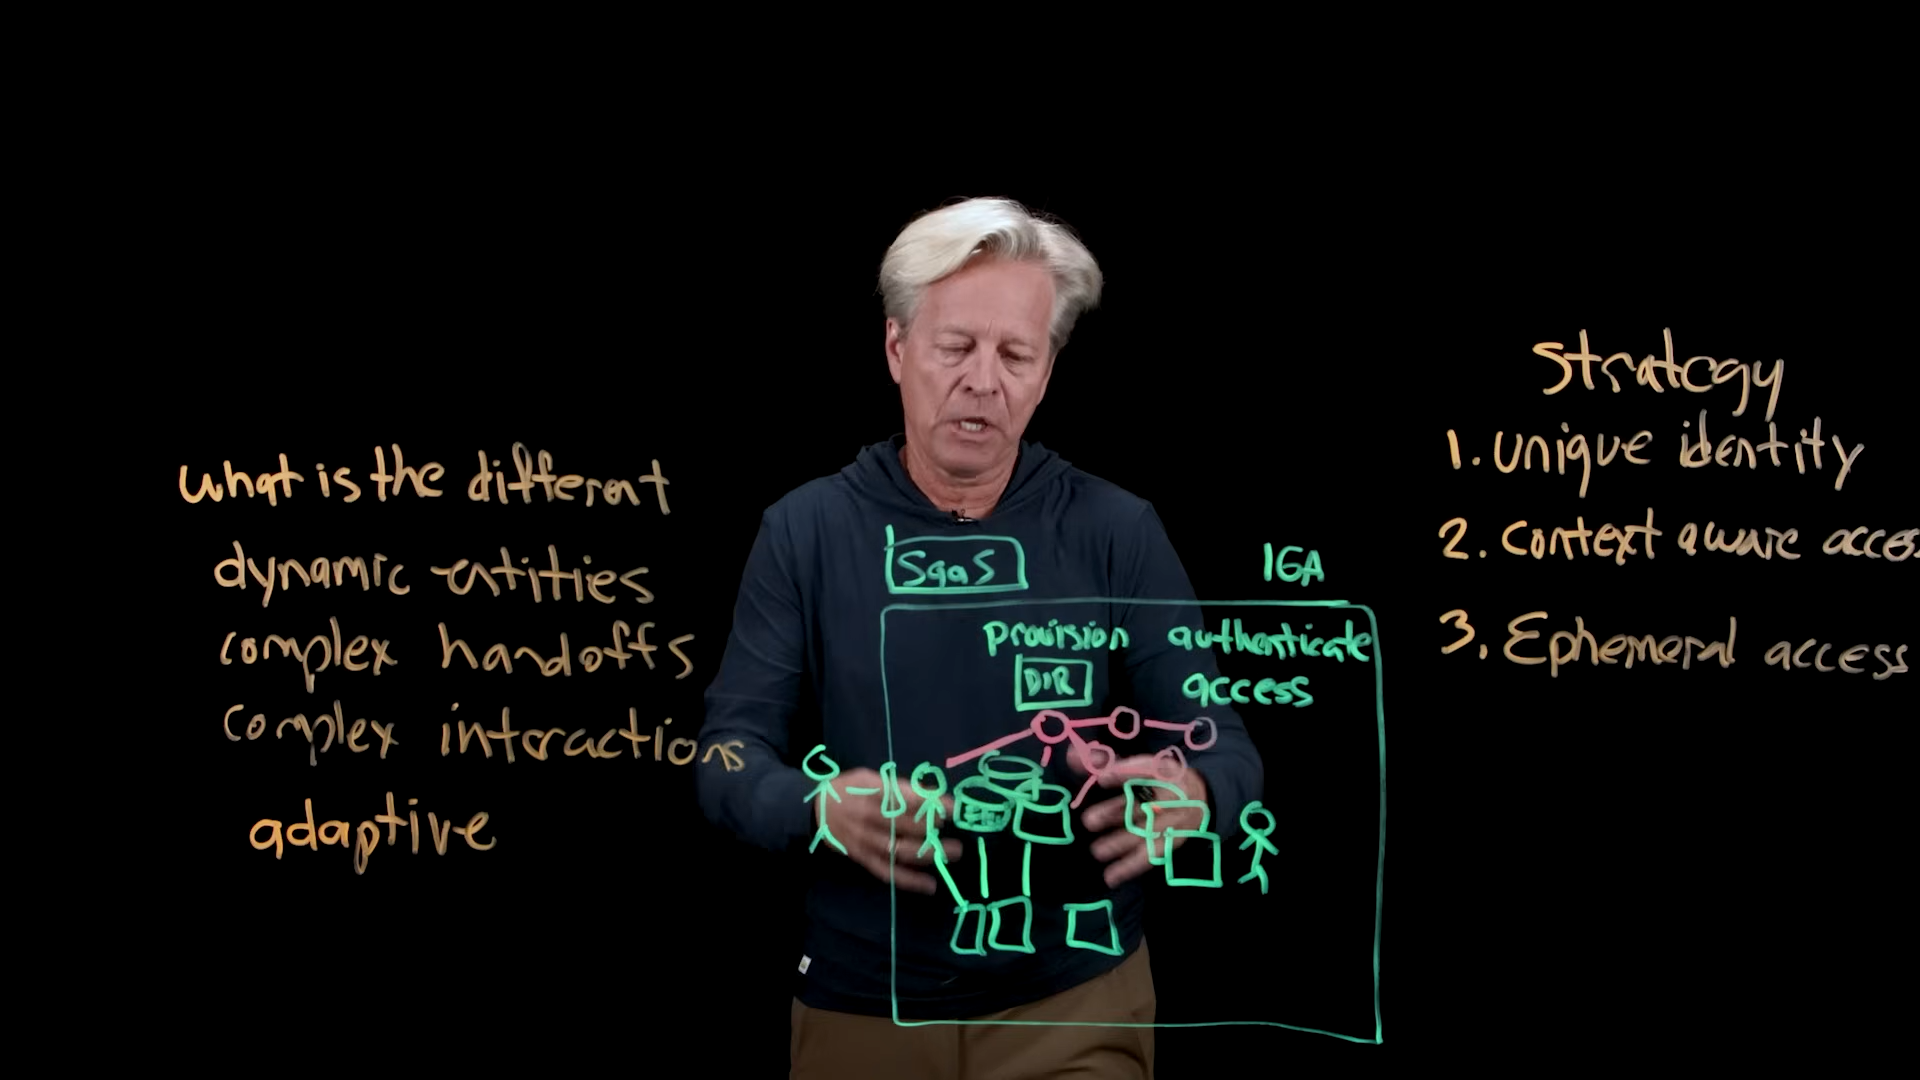 what is the different
dynamic entities
complex handoffs
complex interactions
adaptive
SaaS
IGA
provision authenticate
DIR access
strategy
1. unique identity
2. context aware acces
3. Ephemeral access